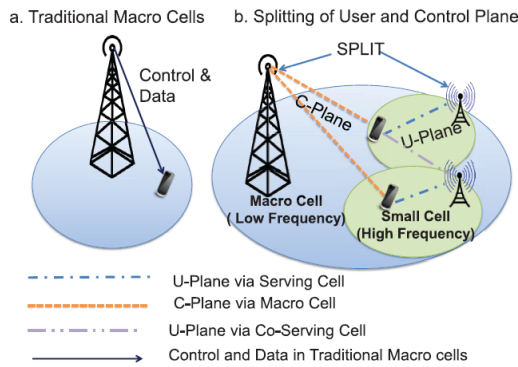 a. Traditional Macro Cells
b. Splitting of User and Control Plane
SPLIT
Control &
Data
C-Plane
U-Plane
Macro Cell
( Low Frequency)
Small Cell
(High Frequency)
U-Plane via Serving Cell
C-Plane via Macro Cell
U-Plane via Co-Serving Cell
Control and Data in Traditional Macro cells